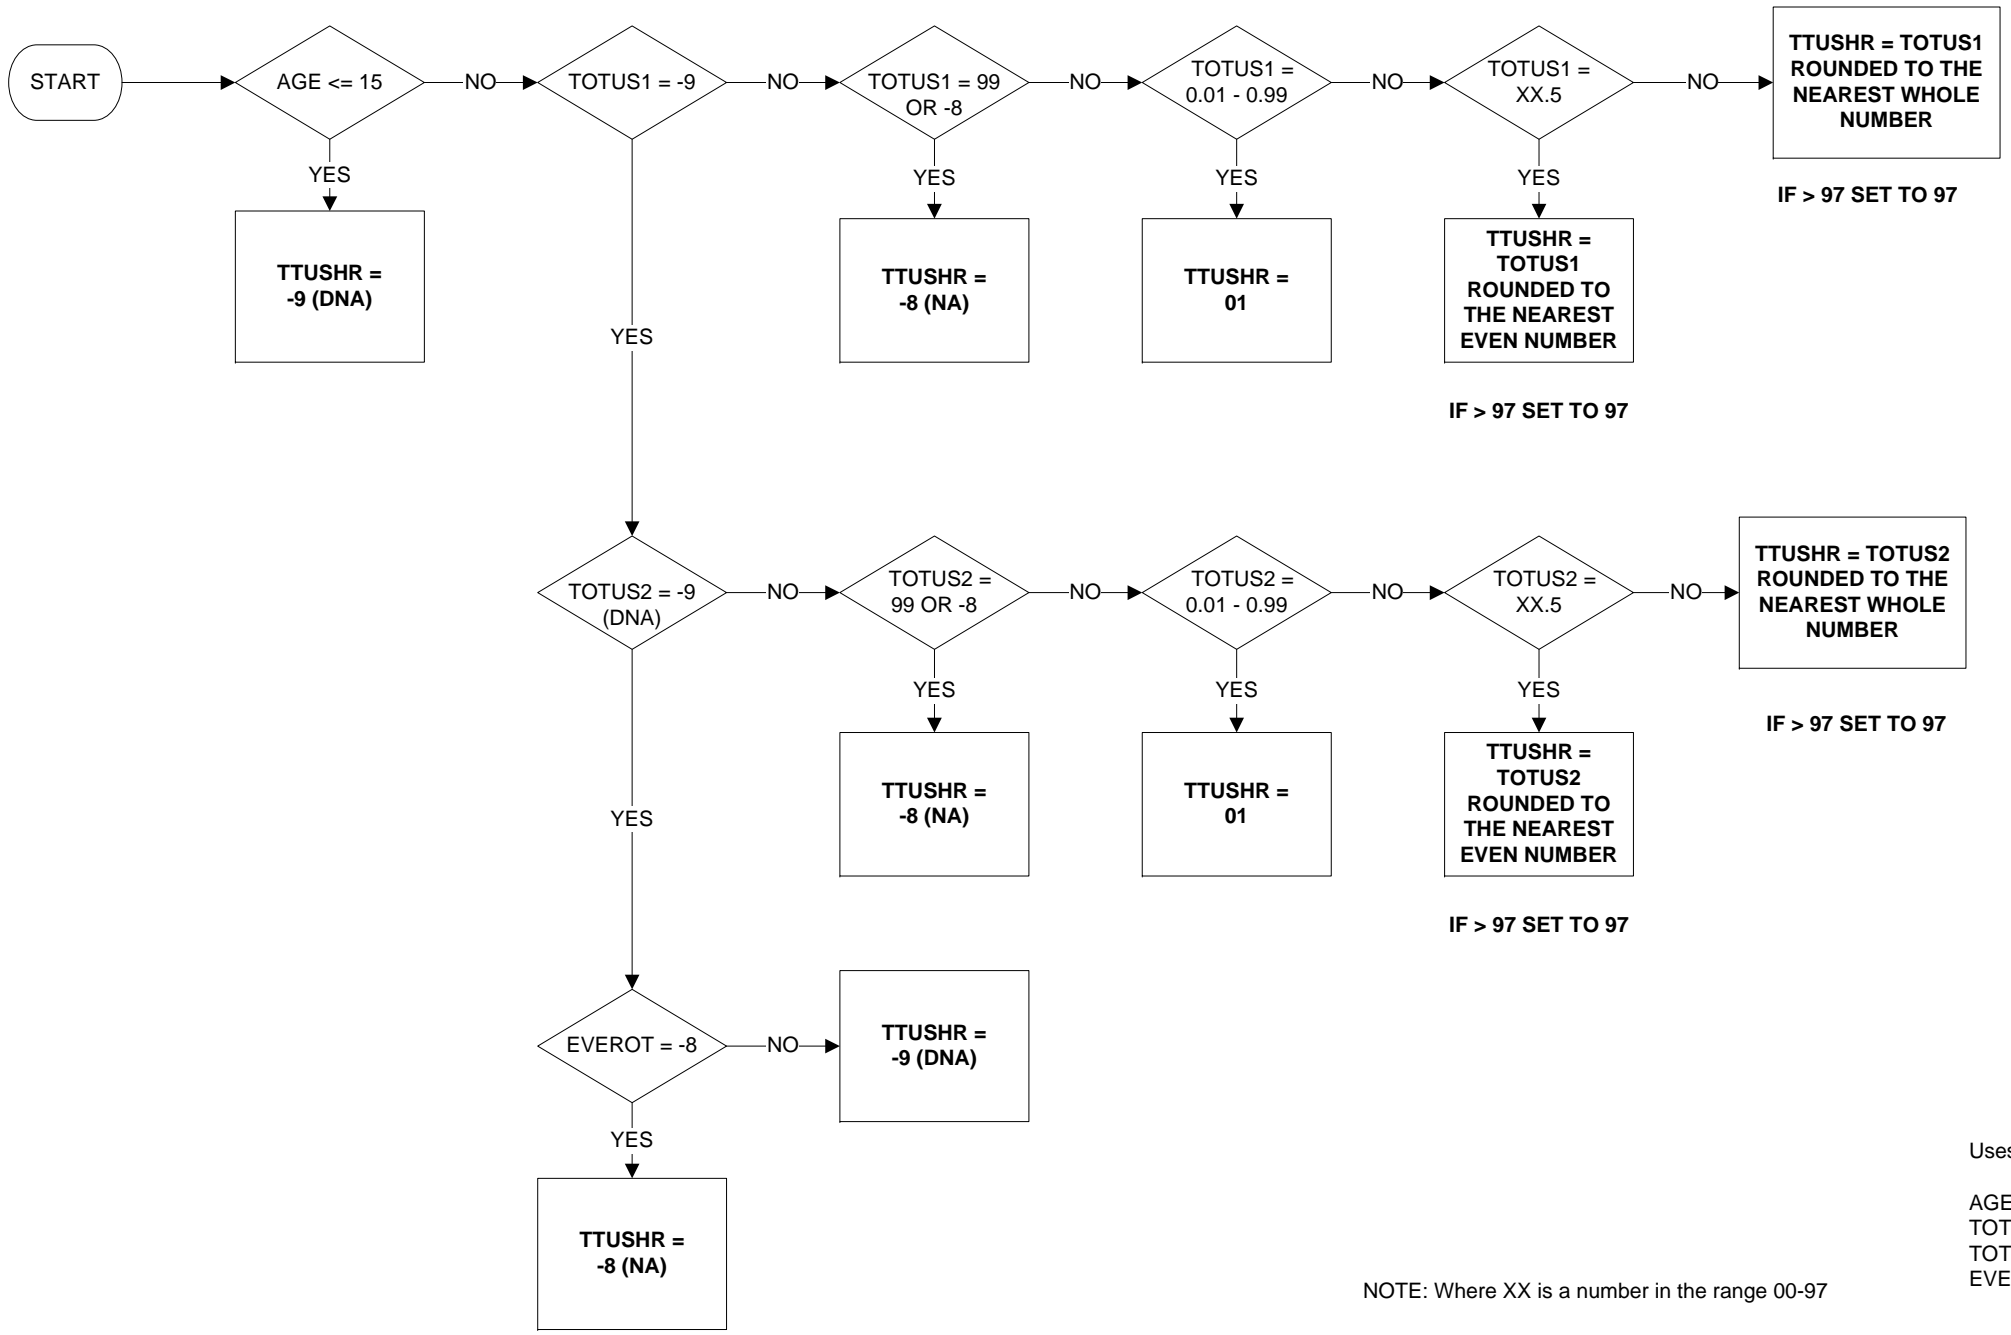 START
AGE <= 15
NO
TOTUS1 = -9
NO
TOTUS1 = 99
OR -8
NO
TOTUS1 =
0.01 - 0.99
NO
TOTUS1 =
XX.5
NO
TTUSHR = TOTUS1
ROUNDED TO THE
NEAREST WHOLE
NUMBER
IF > 97 SET TO 97
YES
YES
YES
YES
TTUSHR =
-9 (DNA)
TTUSHR =
-8 (NA)
TTUSHR =
01
TTUSHR =
TOTUS1
ROUNDED TO
THE NEAREST
EVEN NUMBER
YES
IF > 97 SET TO 97
TOTUS2 = -9
(DNA)
NO
TOTUS2 =
99 OR -8
NO
TOTUS2 =
0.01 - 0.99
NO
TOTUS2 =
XX.5
NO
TTUSHR = TOTUS2
ROUNDED TO THE
NEAREST WHOLE
NUMBER
IF > 97 SET TO 97
YES
YES
YES
TTUSHR =
-8 (NA)
TTUSHR =
01
TTUSHR =
TOTUS2
ROUNDED TO
THE NEAREST
EVEN NUMBER
YES
IF > 97 SET TO 97
EVEROT = -8
NO
TTUSHR =
-9 (DNA)
YES
TTUSHR =
-8 (NA)
NOTE: Where XX is a number in the range 00-97
Uses
AGE
TOT
TOT
EVE